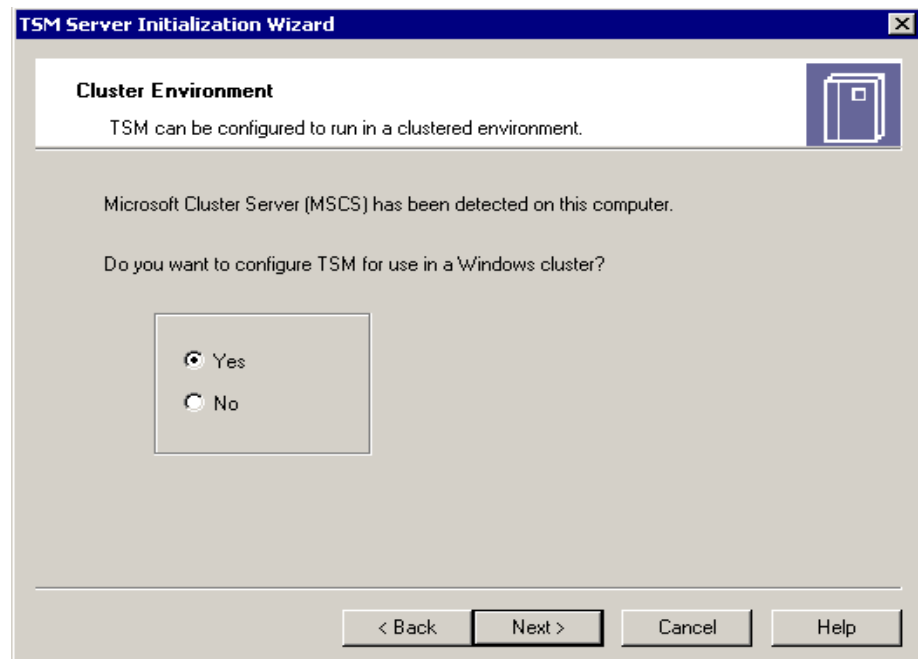 TSM Server Initialization Wizard
Cluster Environment
TSM can be configured to run in a clustered environment.
Microsoft Cluster Server (MSCS) has been detected on this computer.
Do you want to configure TSM for use in a Windows cluster?
Yes
No
< Back
Next >
Cancel
Help